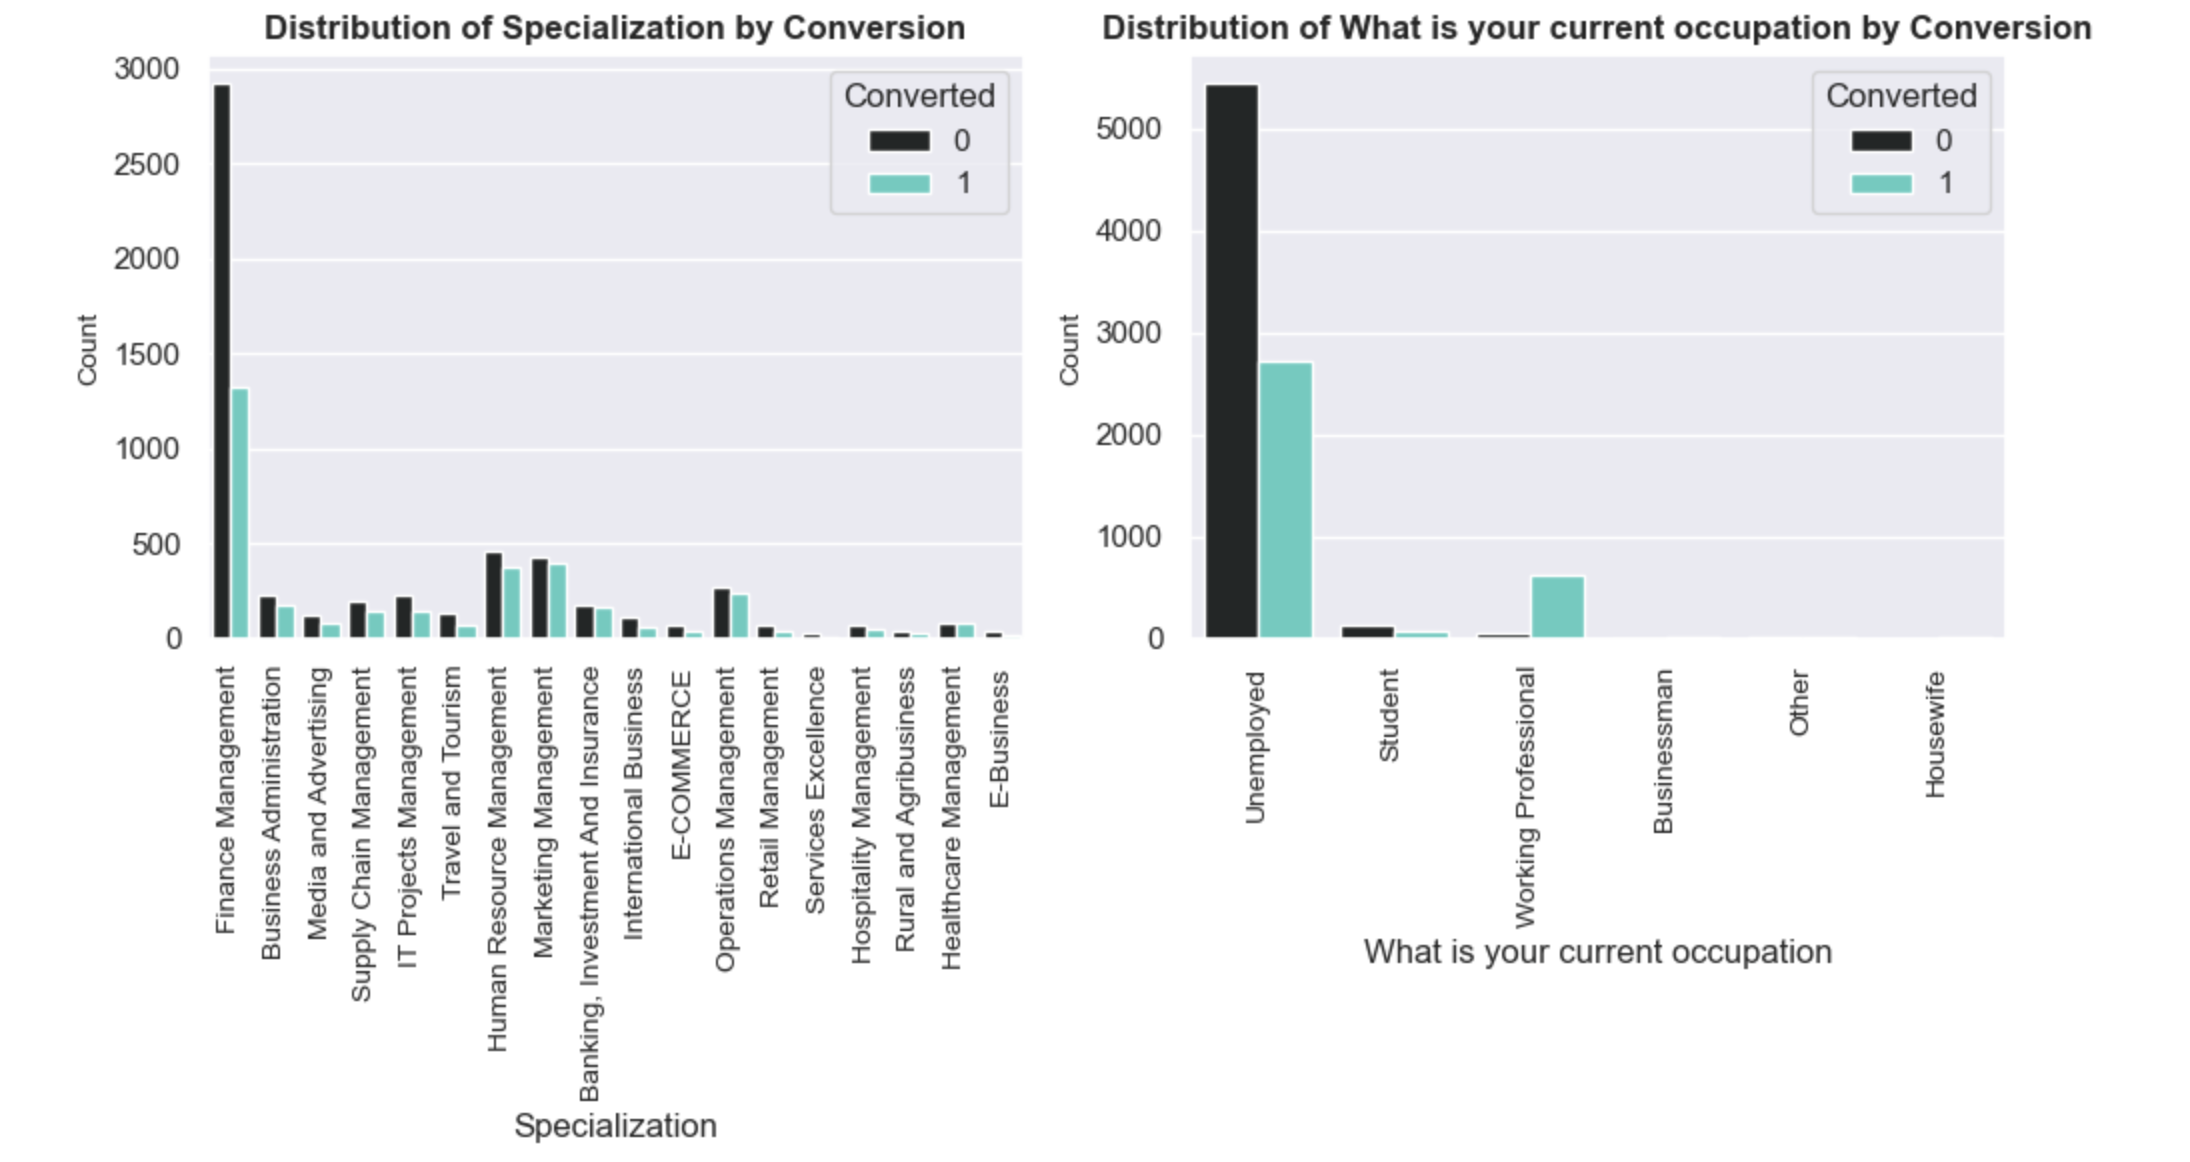 Distribution of Specialization by Conversion
3000
2500
2000
1500
1000
500
0
Count
Converted
0
1
Finance Management
Business Administration
Media and Advertising
Supply Chain Management
IT Projects Management
Travel and Tourism
Human Resource Management
Marketing Management
Banking, Investment And Insurance
International Business
E-COMMERCE
Operations Management
Retail Management
Services Excellence
Hospitality Management
Rural and Agribusiness
Healthcare Management
E-Business
Specialization
Distribution of What is your current occupation by Conversion
5000
4000
3000
2000
1000
0
Count
Converted
0
1
Unemployed
Student
Working Professional
Businessman
Other
Housewife
What is your current occupation